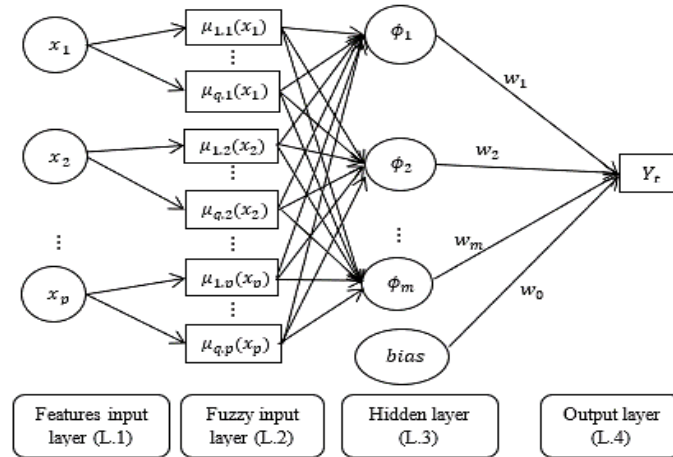 x₁
μ₁.₁(x₁)
⋮
μq.₁(x₁)
x₂
μ₁.₂(x₂)
⋮
μq.₂(x₂)
⋮
⋮
xₚ
μ₁.ₚ(xₚ)
⋮
μq.ₚ(xₚ)
ϕ₁
ϕ₂
⋮
ϕₘ
bias
w₁
w₂
wₘ
w₀
Yᵣ
Features input
layer (L.1)
Fuzzy input
layer (L.2)
Hidden layer
(L.3)
Output layer
(L.4)